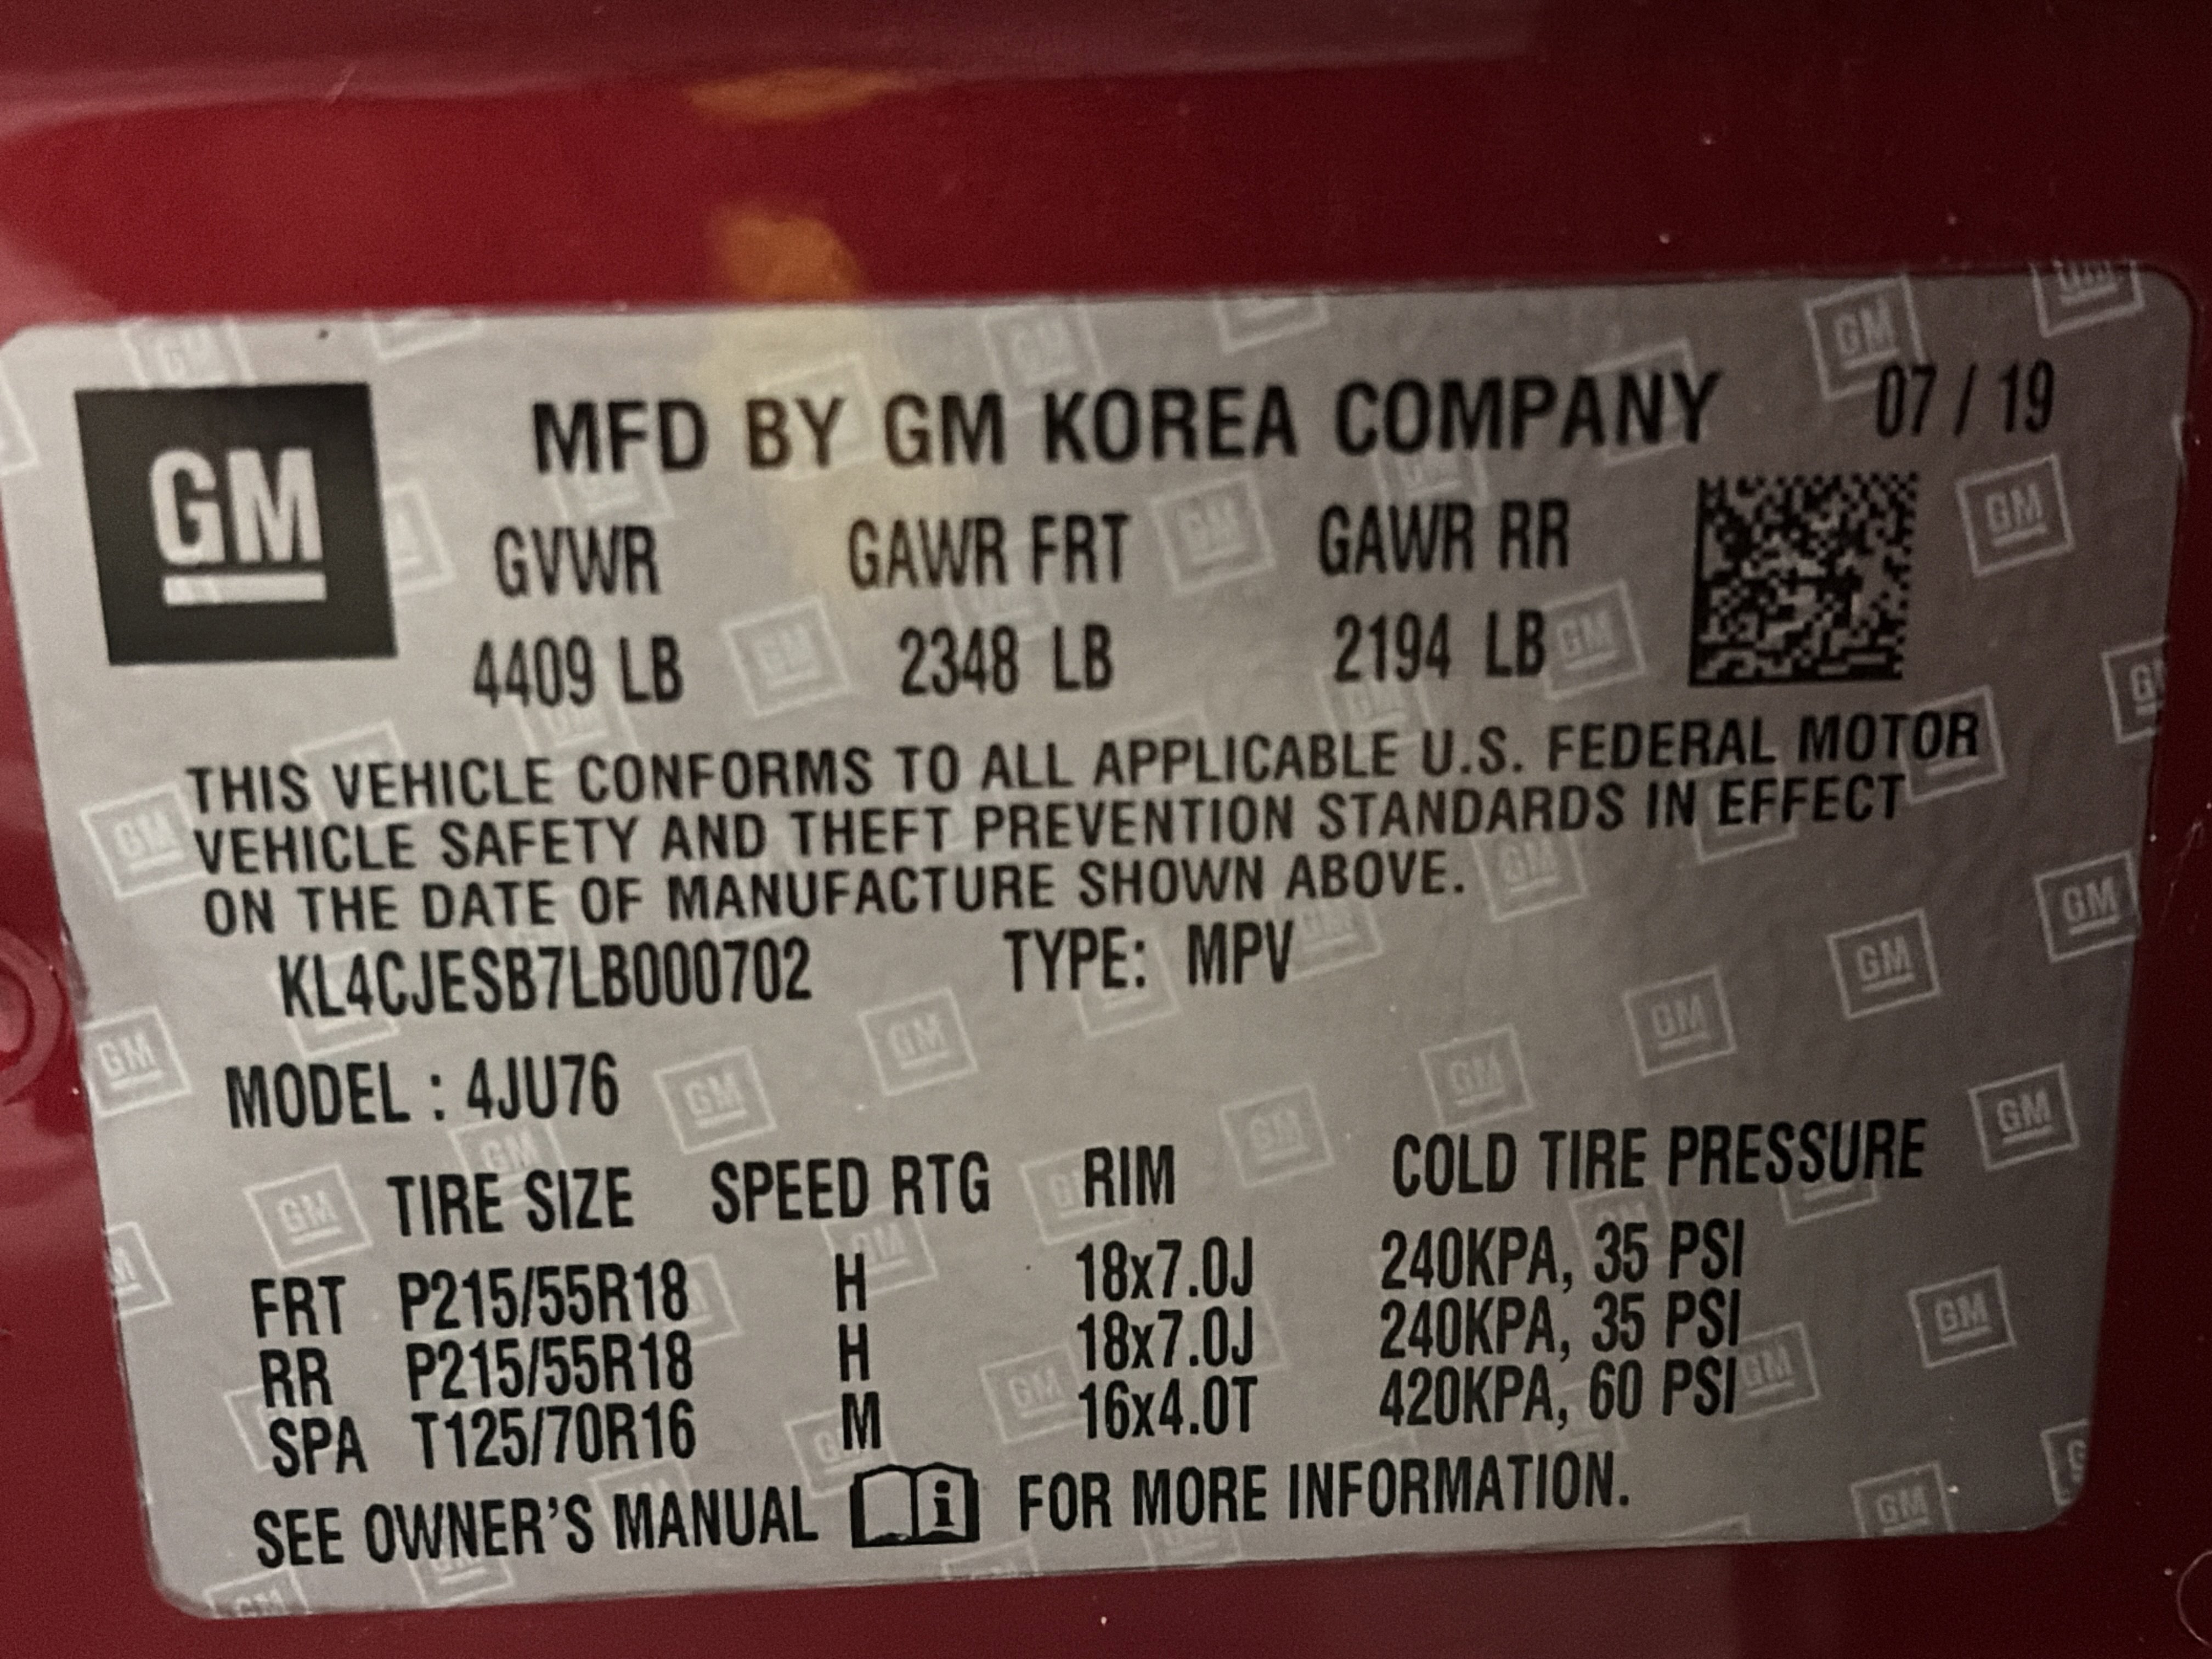 GM
MFD BY GM KOREA COMPANY 07 / 19
GVWR GAWR FRT GAWR RR
4409 LB 2348 LB 2194 LB
THIS VEHICLE CONFORMS TO ALL APPLICABLE U.S. FEDERAL MOTOR
VEHICLE SAFETY AND THEFT PREVENTION STANDARDS IN EFFECT
ON THE DATE OF MANUFACTURE SHOWN ABOVE.
KL4CJESB7LB000702 TYPE: MPV
MODEL : 4JU76
TIRE SIZE SPEED RTG RIM COLD TIRE PRESSURE
FRT P215/55R18 H 18x7.0J 240KPA, 35 PSI
RR P215/55R18 H 18x7.0J 240KPA, 35 PSI
SPA T125/70R16 M 16x4.0T 420KPA, 60 PSI
SEE OWNER'S MANUAL i FOR MORE INFORMATION.